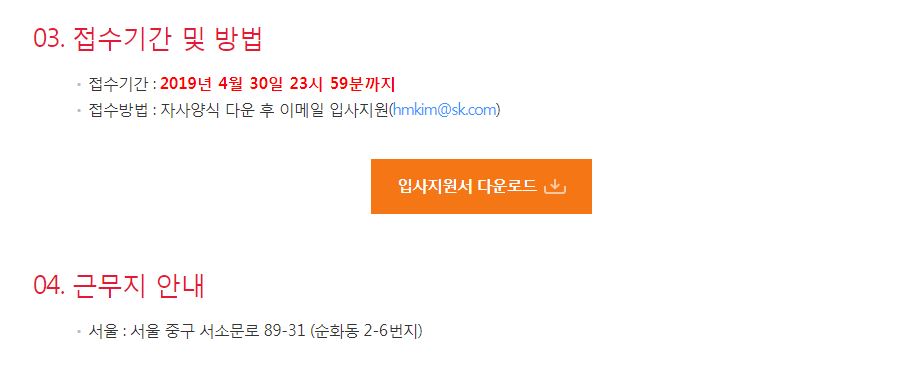 03. 접수기간 및 방법
접수기간 : 2019년 4월 30일 23시 59분까지
접수방법 : 자사양식 다운 후 이메일 입사지원(hmkim@sk.com)
입사지원서 다운로드
04. 근무지 안내
서울 : 서울 중구 서소문로 89-31 (순화동 2-6번지)